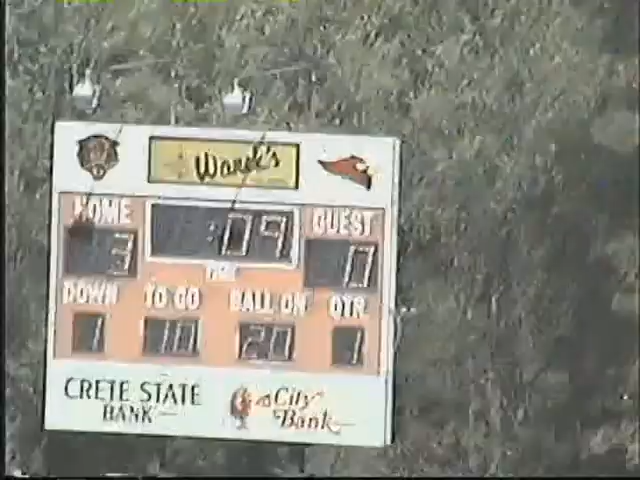 Wanek's
HOME :09 GUEST
3 0
DOWN TO GO BALL ON QTR
1 10 20 1
CRETE STATE
BANK
City
Bank